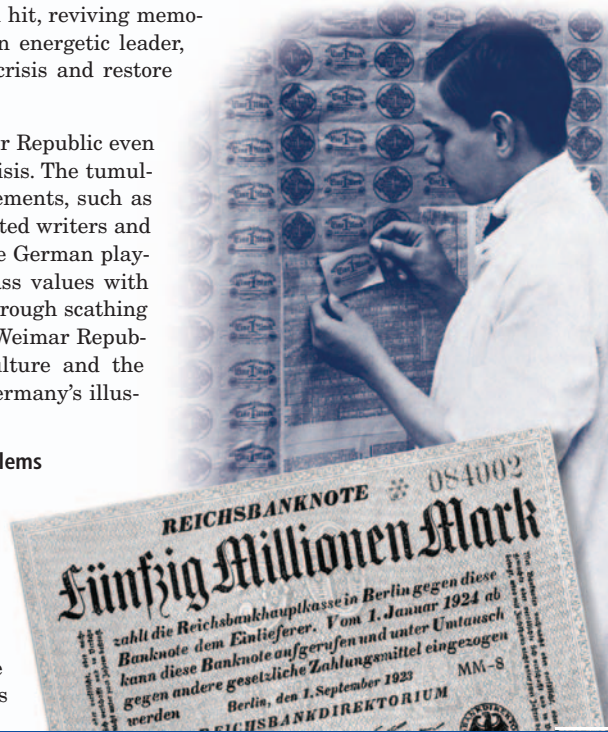 hit, reviving memo-
n energetic leader,
crisis and restore
r Republic even
isis. The tumul-
ements, such as
ted writers and
e German play-
ss values with
rough scathing
Weimar Repub-
lture and the
ermany's illus-
lems
e
s
REICHSBANKNOTE 084002
Fünfzig Millionen Mark
zahlt die Reichsbankhauptkasse in Berlin gegen diese
Banknote dem Einlieferer. Vom 1. Januar 1924 ab
kann diese Banknote aufgerufen und unter Umtausch
gegen andere gesetzliche Zahlungsmittel eingezogen
werden
MM-8
Berlin, den 1. September 1923
REICHSBANKDIREKTORIUM